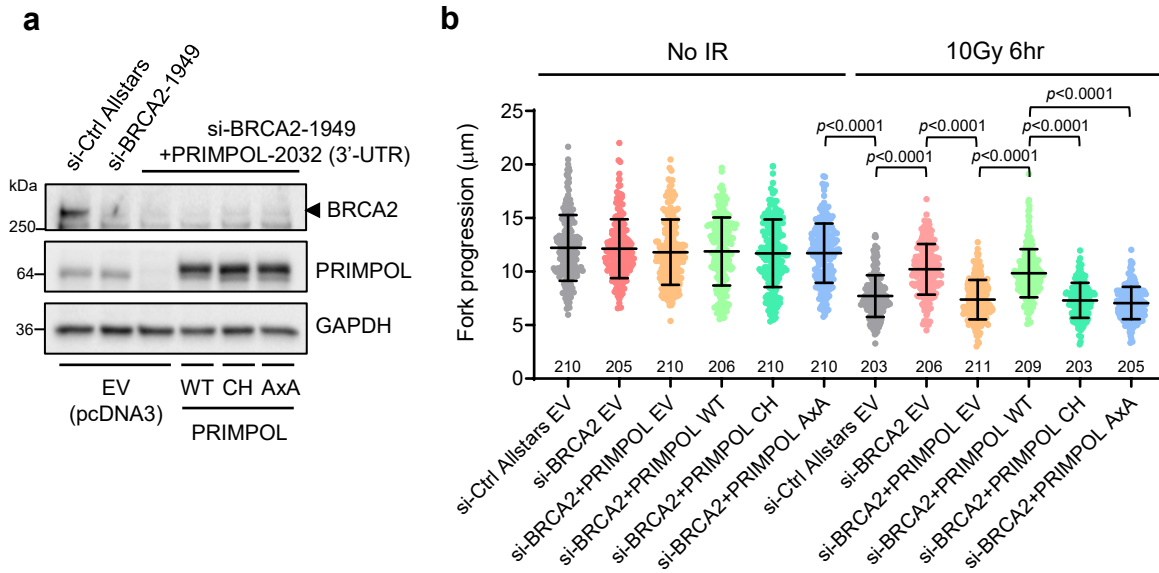 a
si-Ctrl Allstars
si-BRCA2-1949
si-BRCA2-1949
+PRIMPOL-2032 (3'-UTR)
kDa
250
BRCA2
64
PRIMPOL
36
GAPDH
EV
(pcDNA3)
WT CH AxA
PRIMPOL
b
No IR
10Gy 6hr
Fork progression (μm)
25
20
15
10
5
0
p<0.0001
p<0.0001
p<0.0001
p<0.0001
p<0.0001
p<0.0001
210 205 210 206 210 210 203 206 211 209 203 205
si-Ctrl Allstars EV
si-BRCA2 EV
si-BRCA2+PRIMPOL EV
si-BRCA2+PRIMPOL WT
si-BRCA2+PRIMPOL CH
si-BRCA2+PRIMPOL AxA
si-Ctrl Allstars EV
si-BRCA2 EV
si-BRCA2+PRIMPOL EV
si-BRCA2+PRIMPOL WT
si-BRCA2+PRIMPOL CH
si-BRCA2+PRIMPOL AxA